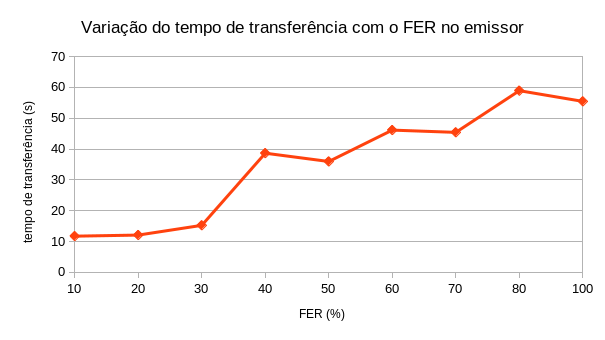 Variação do tempo de transferência com o FER no emissor
70
60
50
40
30
20
10
0
tempo de transferência (s)
10 20 30 40 50 60 70 80 100
FER (%)